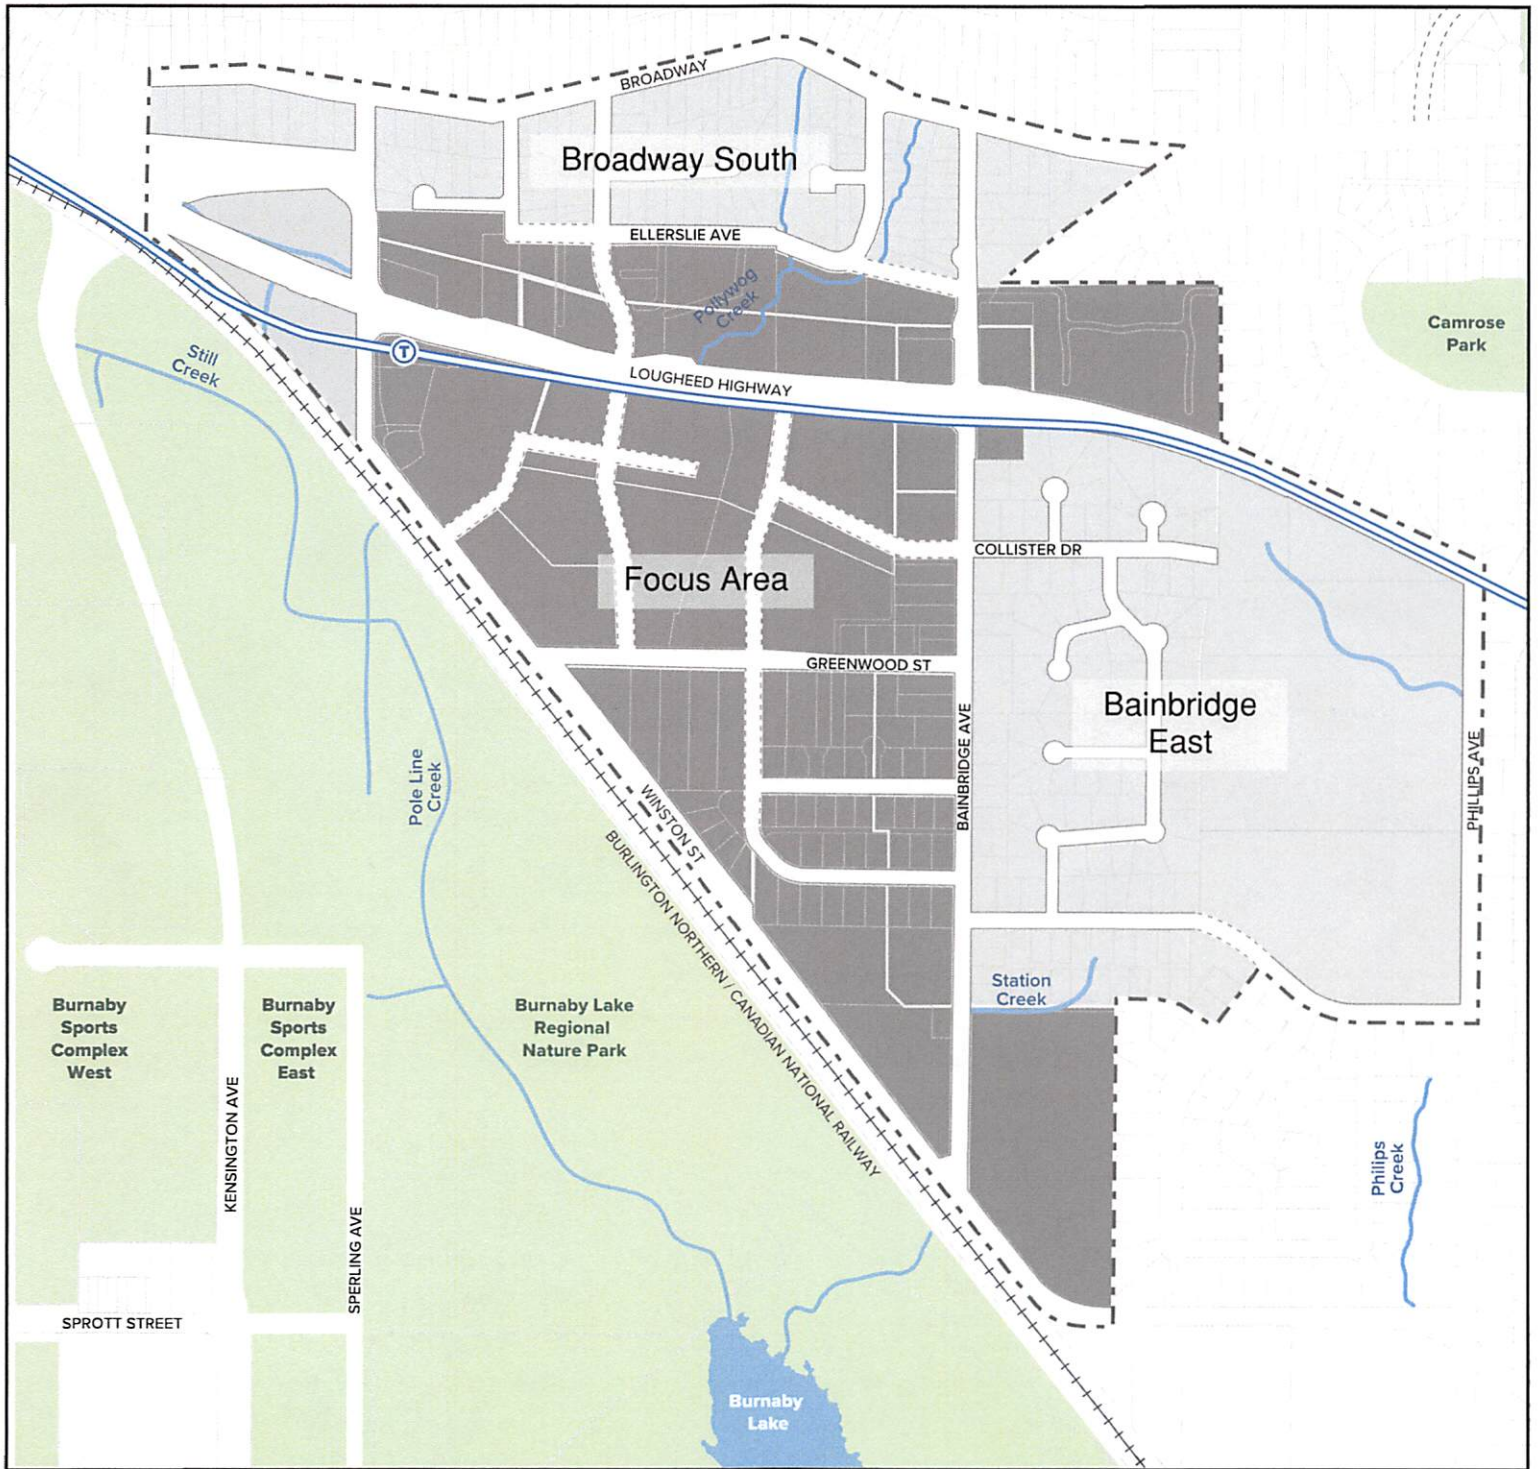 BROADWAY
Broadway South
ELLERSLIE AVE
Pollywog
Creek
Camrose
Park
Still
Creek
T
LOUGHEED HIGHWAY
COLLISTER DR
Focus Area
GREENWOOD ST
Bainbridge
East
BAINBRIDGE AVE
PHILLIPS AVE
Pole Line
Creek
WINSTON ST
BURLINGTON NORTHERN / CANADIAN NATIONAL RAILWAY
Station
Creek
Burnaby
Sports
Complex
West
Burnaby
Sports
Complex
East
Burnaby Lake
Regional
Nature Park
KENSINGTON AVE
SPERLING AVE
Philips
Creek
SPROTT STREET
Burnaby
Lake